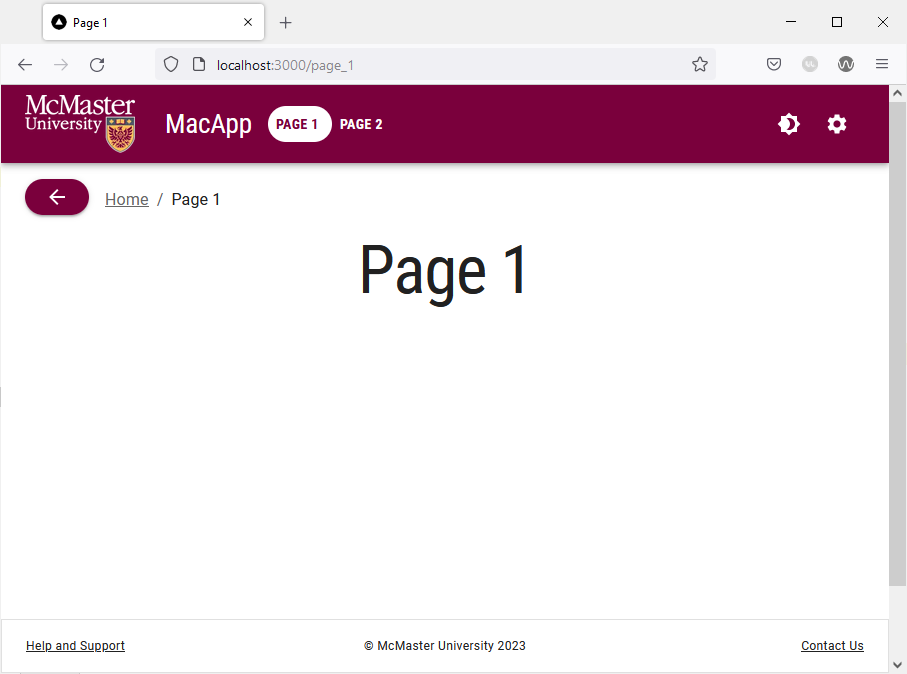 Page 1
localhost:3000/page_1
McMaster
University
MacApp PAGE 1 PAGE 2
Home / Page 1
Page 1
Help and Support © McMaster University 2023 Contact Us